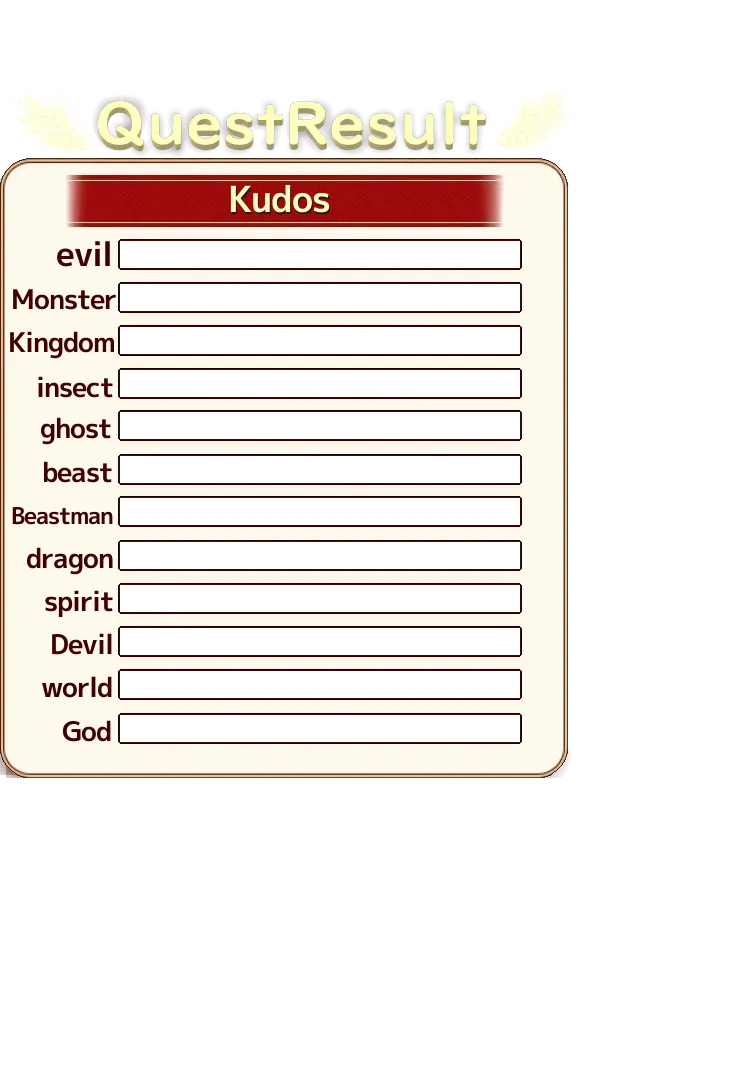 QuestResult
Kudos
evil
Monster
Kingdom
insect
ghost
beast
Beastman
dragon
spirit
Devil
world
God